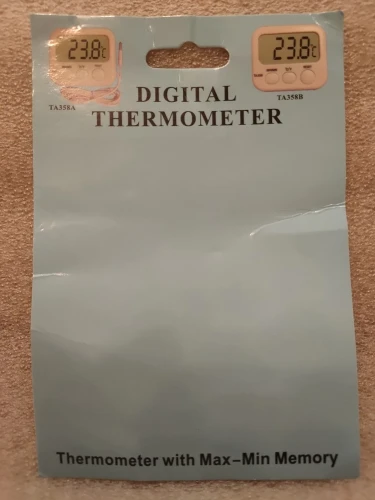 23.8°C
23.8°C
TA358A
TA358B
DIGITAL
THERMOMETER
Thermometer with Max-Min Memory